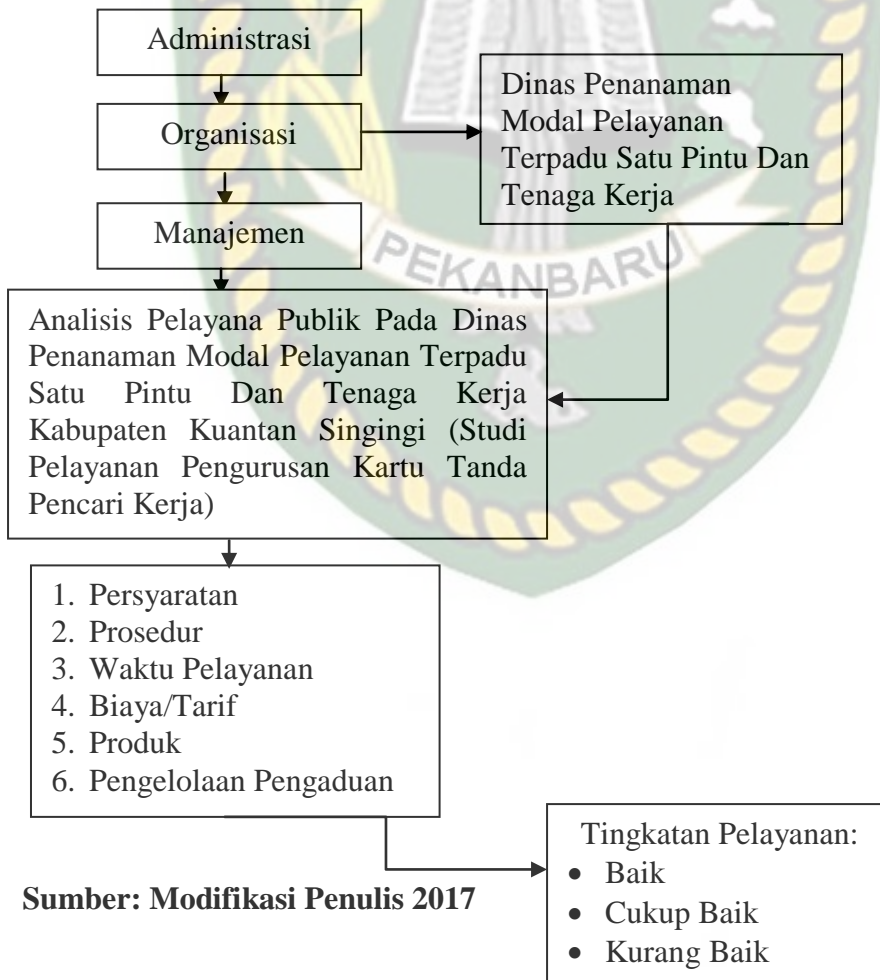 Administrasi
Organisasi
Manajemen
Dinas Penanaman
Modal Pelayanan
Terpadu Satu Pintu Dan
Tenaga Kerja
PEKANBARU
Analisis Pelayana Publik Pada Dinas
Penanaman Modal Pelayanan Terpadu
Satu Pintu Dan Tenaga Kerja
Kabupaten Kuantan Singingi (Studi
Pelayanan Pengurusan Kartu Tanda
Pencari Kerja)
1. Persyaratan
2. Prosedur
3. Waktu Pelayanan
4. Biaya/Tarif
5. Produk
6. Pengelolaan Pengaduan
Tingkatan Pelayanan:
• Baik
• Cukup Baik
• Kurang Baik
Sumber: Modifikasi Penulis 2017